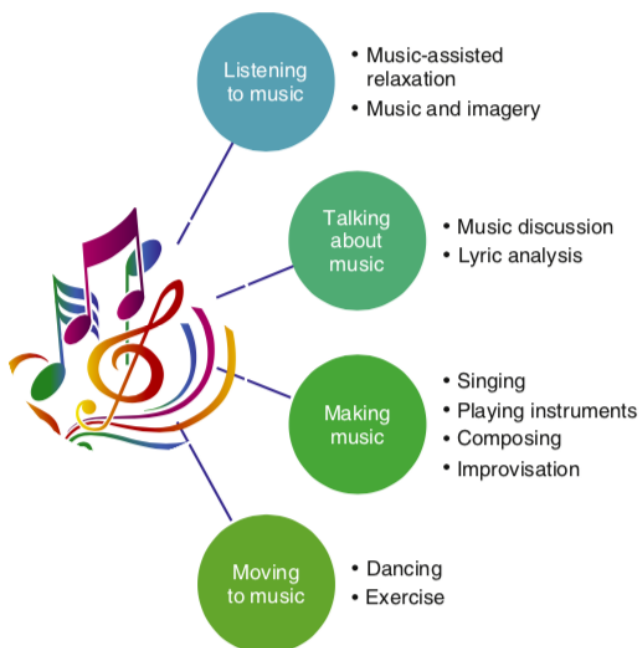 Listening
to music
• Music-assisted
relaxation
• Music and imagery
Talking
about
music
• Music discussion
• Lyric analysis
Making
music
• Singing
• Playing instruments
• Composing
• Improvisation
Moving
to music
• Dancing
• Exercise